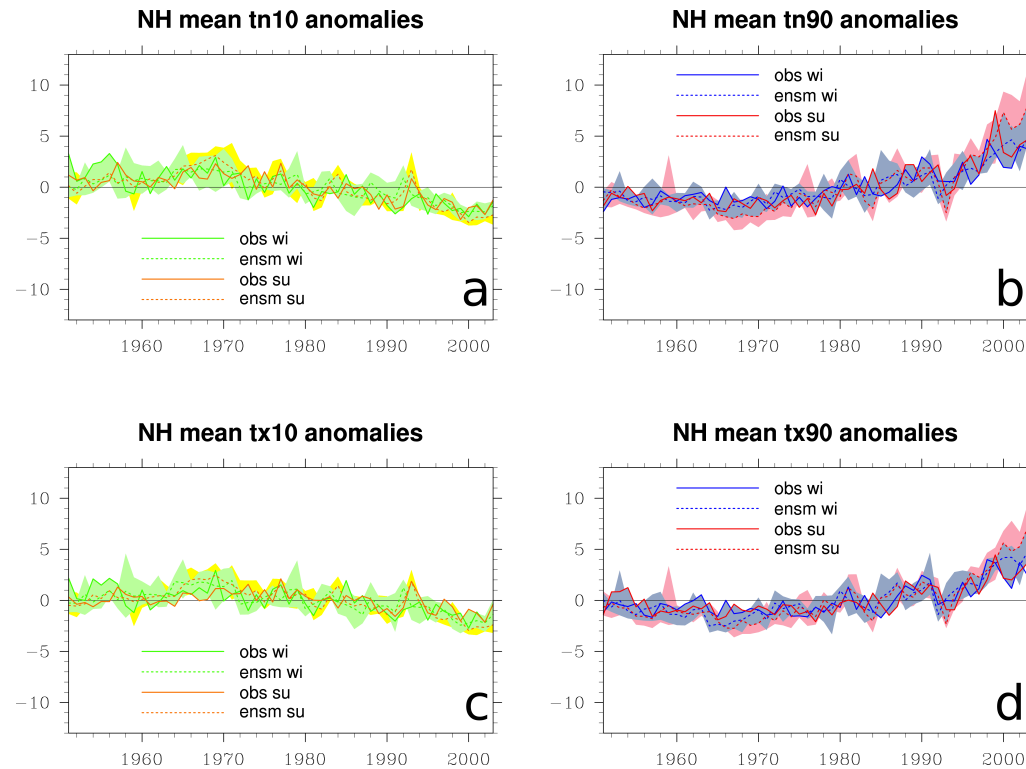 NH mean tn10 anomalies
10
5
0
−5
−10
obs wi
ensm wi
obs su
ensm su
a
1960 1970 1980 1990 2000
NH mean tn90 anomalies
10
5
0
−5
−10
obs wi
ensm wi
obs su
ensm su
b
1960 1970 1980 1990 2000
NH mean tx10 anomalies
10
5
0
−5
−10
obs wi
ensm wi
obs su
ensm su
c
1960 1970 1980 1990 2000
NH mean tx90 anomalies
10
5
0
−5
−10
obs wi
ensm wi
obs su
ensm su
d
1960 1970 1980 1990 2000